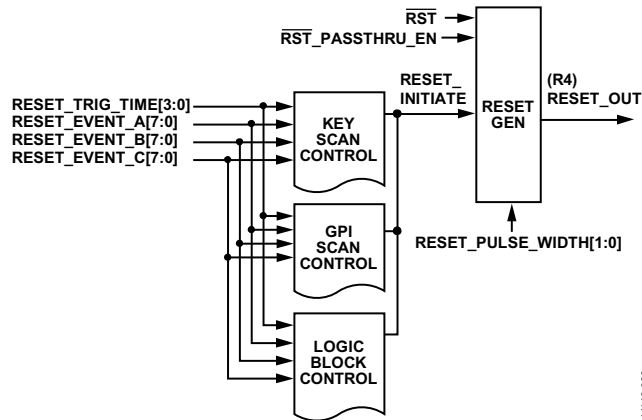 RST
RST_PASSTHRU_EN
RESET_TRIG_TIME[3:0]
RESET_EVENT_A[7:0]
RESET_EVENT_B[7:0]
RESET_EVENT_C[7:0]
KEY
SCAN
CONTROL
GPI
SCAN
CONTROL
LOGIC
BLOCK
CONTROL
RESET_
INITIATE
RESET
GEN
(R4)
RESET_OUT
RESET_PULSE_WIDTH[1:0]